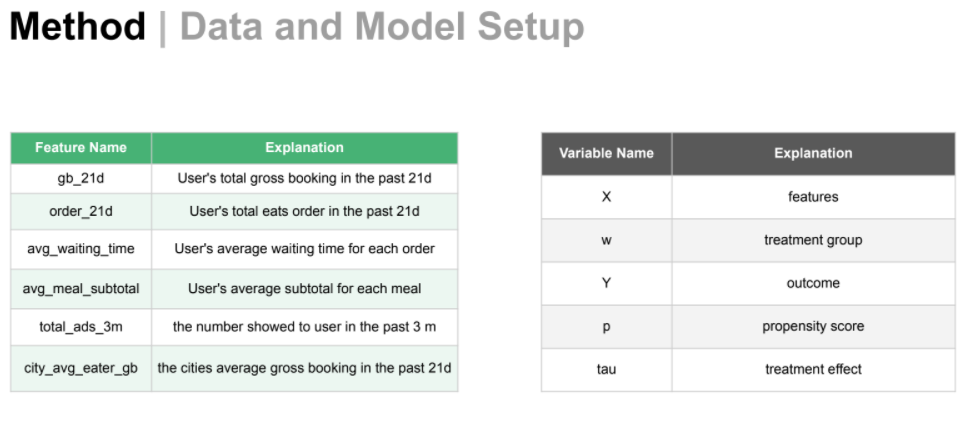 Method | Data and Model Setup
Feature Name Explanation
gb_21d User's total gross booking in the past 21d
order_21d User's total eats order in the past 21d
avg_waiting_time User's average waiting time for each order
avg_meal_subtotal User's average subtotal for each meal
total_ads_3m the number showed to user in the past 3 m
city_avg_eater_gb the cities average gross booking in the past 21d
Variable Name Explanation
X features
w treatment group
Y outcome
p propensity score
tau treatment effect